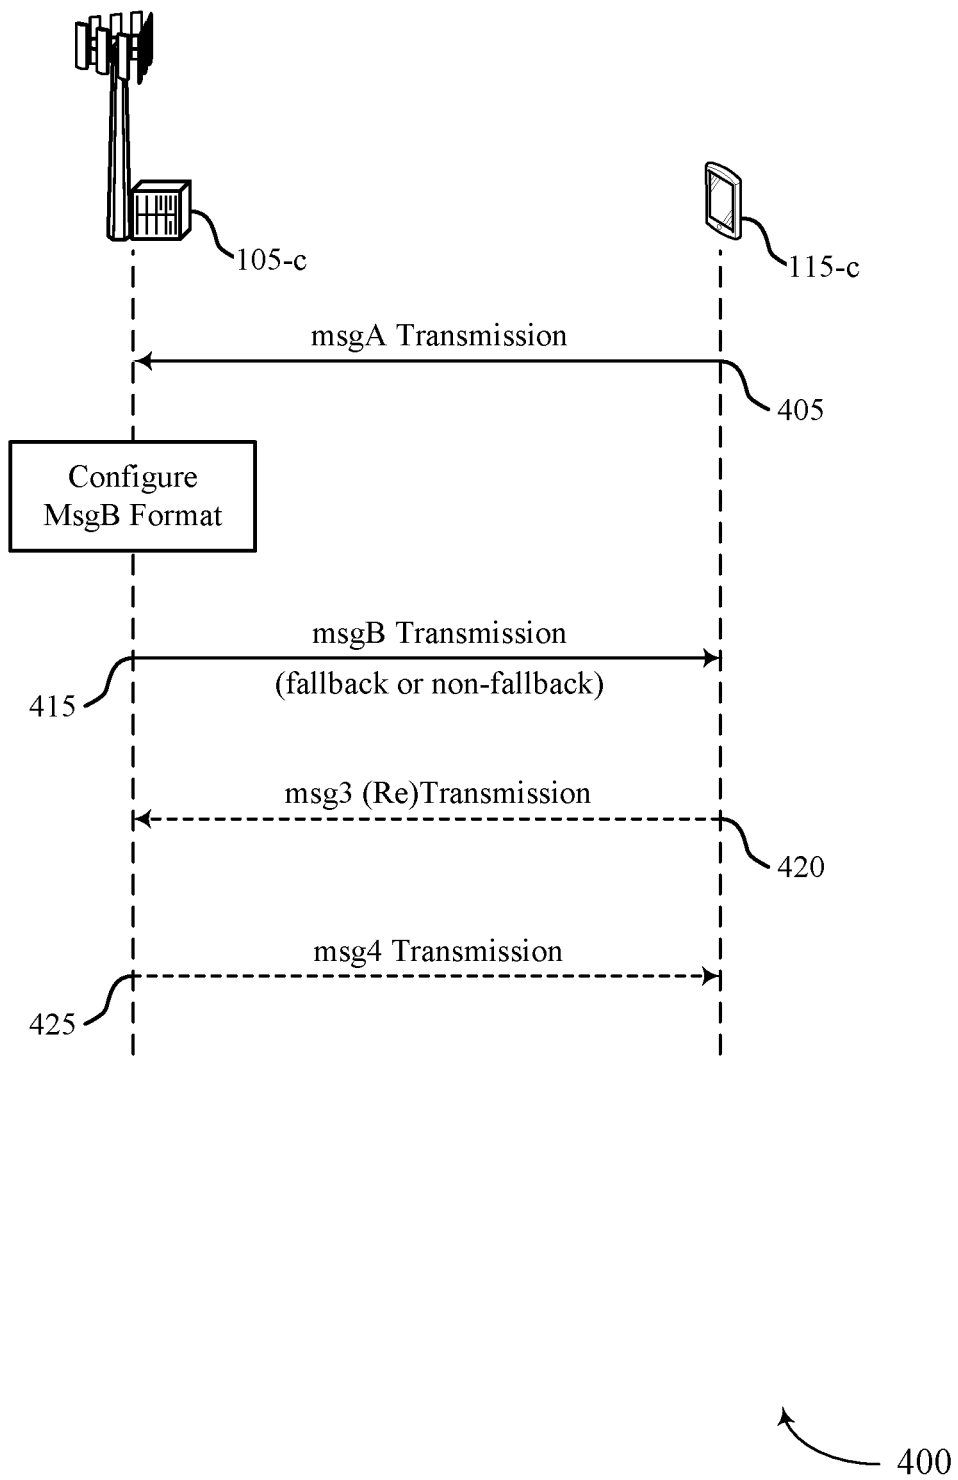 105-c
115-c
msgA Transmission
405
Configure
MsgB Format
msgB Transmission
(fallback or non-fallback)
415
msg3 (Re)Transmission
420
msg4 Transmission
425
400